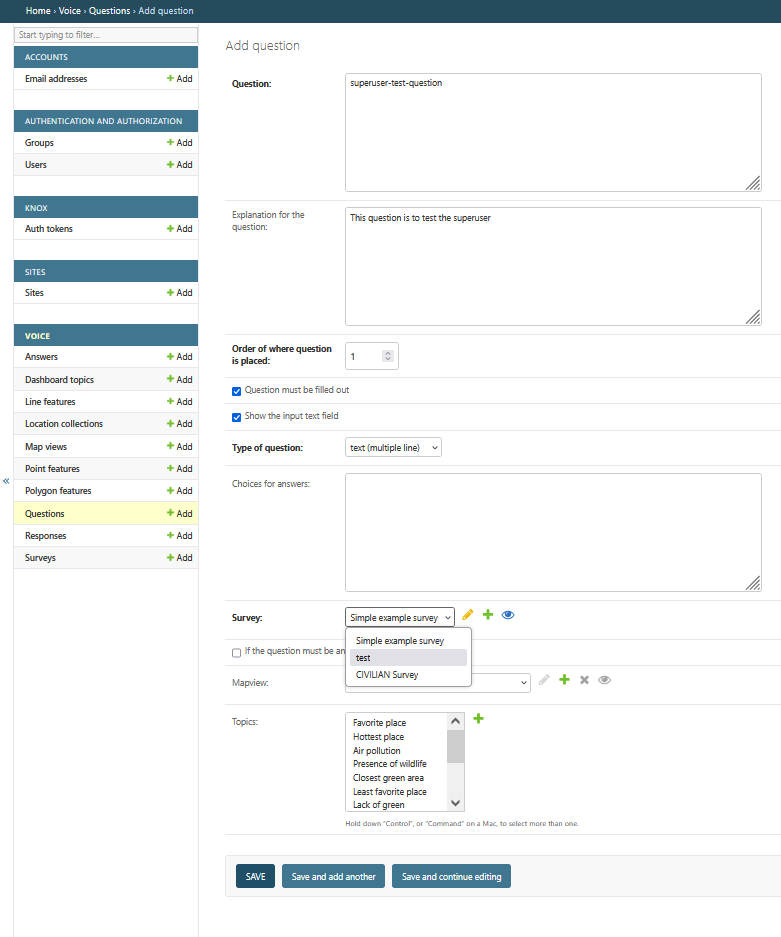 Home › Voice › Questions › Add question
Start typing to filter...
ACCOUNTS
Email addresses + Add
AUTHENTICATION AND AUTHORIZATION
Groups + Add
Users + Add
KNOX
Auth tokens + Add
SITES
Sites + Add
VOICE
Answers + Add
Dashboard topics + Add
Line features + Add
Location collections + Add
Map views + Add
Point features + Add
Polygon features + Add
Questions + Add
Responses + Add
Surveys + Add
«
Add question
Question:
superuser-test-question
Explanation for the
question:
This question is to test the superuser
Order of where question
is placed:
1
Question must be filled out
Show the input text field
Type of question:
text (multiple line)
Choices for answers:
Survey:
Simple example survey
Simple example survey
test
CIVILIAN Survey
If the question must be an
Mapview:
Topics:
Favorite place
Hottest place
Air pollution
Presence of wildlife
Closest green area
Least favorite place
Lack of green
Hold down "Control", or "Command" on a Mac, to select more than one.
SAVE
Save and add another
Save and continue editing